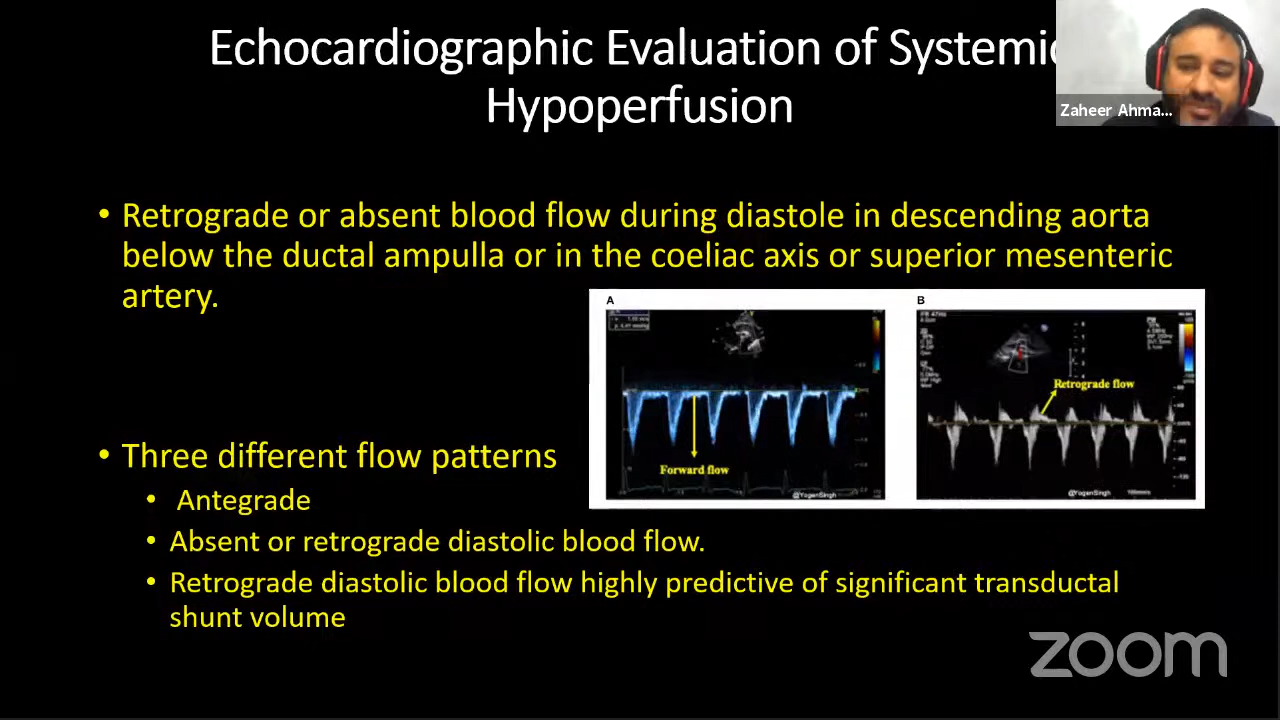 Echocardiographic Evaluation of Systemic
Hypoperfusion
Zaheer Ahma...
• Retrograde or absent blood flow during diastole in descending aorta
below the ductal ampulla or in the coeliac axis or superior mesenteric
artery.
A
B
Retrograde flow
Forward flow
@YogenSingh
@YogenSingh
• Three different flow patterns
• Antegrade
• Absent or retrograde diastolic blood flow.
• Retrograde diastolic blood flow highly predictive of significant transductal
shunt volume
zoom